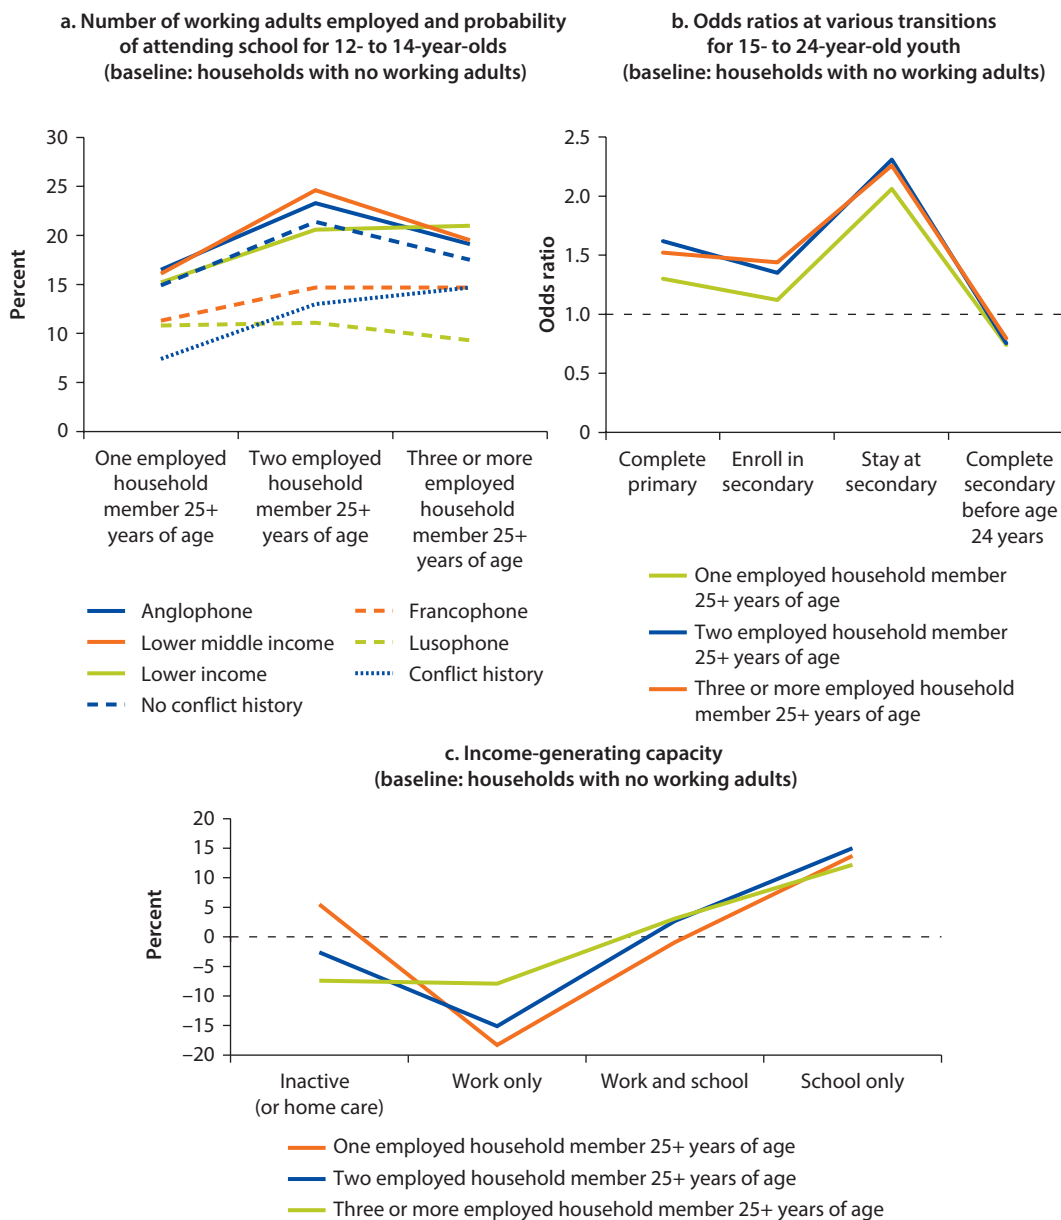 a. Number of working adults employed and probability
of attending school for 12- to 14-year-olds
(baseline: households with no working adults)
30
25
20
15
10
5
0
Percent
One employed
household
member 25+
years of age
Two employed
household
member 25+
years of age
Three or more
employed
household
member 25+
years of age
Anglophone
Lower middle income
Lower income
No conflict history
Francophone
Lusophone
Conflict history
b. Odds ratios at various transitions
for 15- to 24-year-old youth
(baseline: households with no working adults)
2.5
2.0
1.5
1.0
0.5
0
Odds ratio
Complete
primary
Enroll in
secondary
Stay at
secondary
Complete
secondary
before age
24 years
One employed household member
25+ years of age
Two employed household member
25+ years of age
Three or more employed household
member 25+ years of age
c. Income-generating capacity
(baseline: households with no working adults)
20
15
10
5
0
–5
–10
–15
–20
Percent
Inactive
(or home care)
Work only
Work and school
School only
One employed household member 25+ years of age
Two employed household member 25+ years of age
Three or more employed household member 25+ years of age